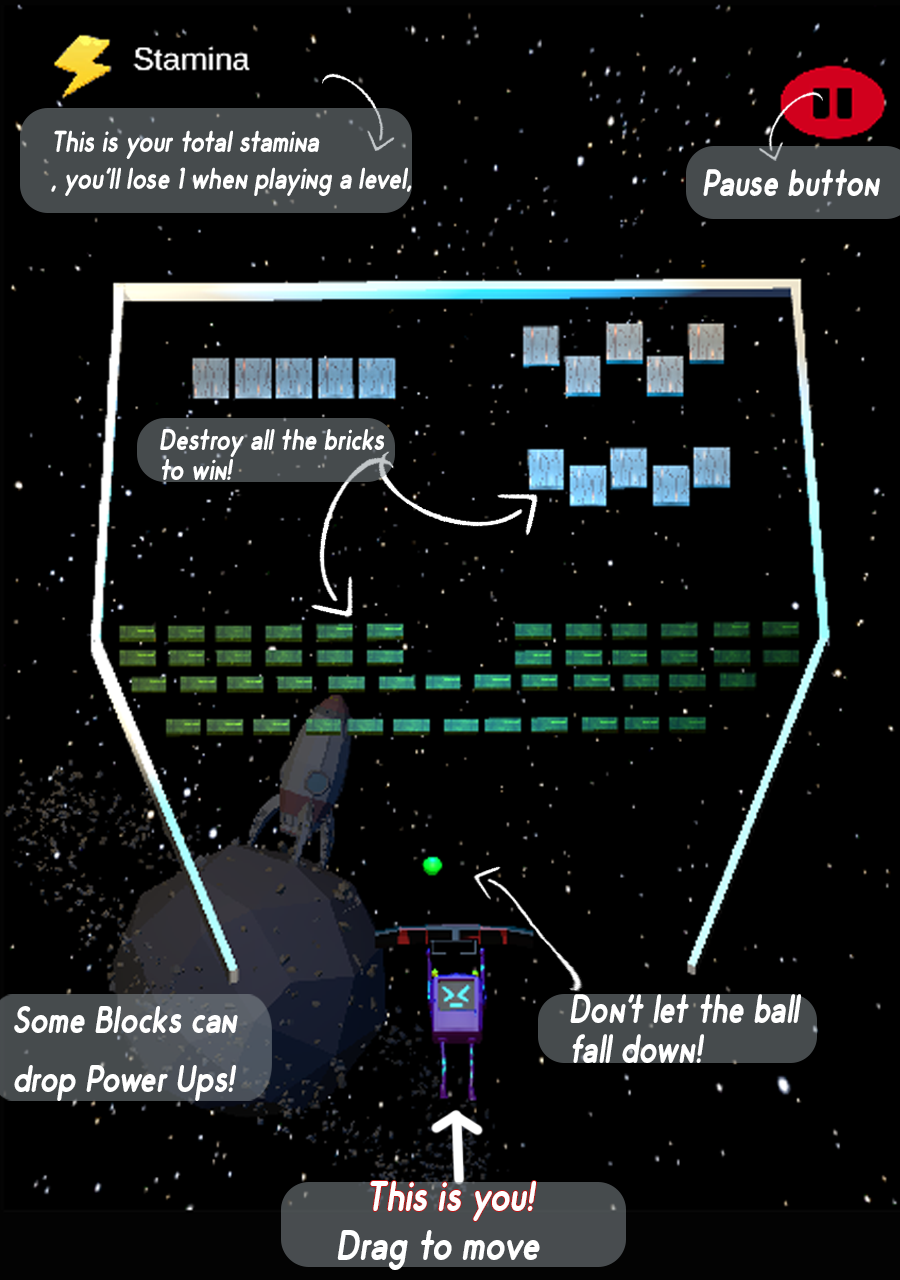 Stamina
This is your total stamina
, you'll lose 1 when playing a level,
Pause button
Destroy all the bricks
to win!
Some Blocks can
drop Power Ups!
Don't let the ball
fall down!
This is you!
Drag to move